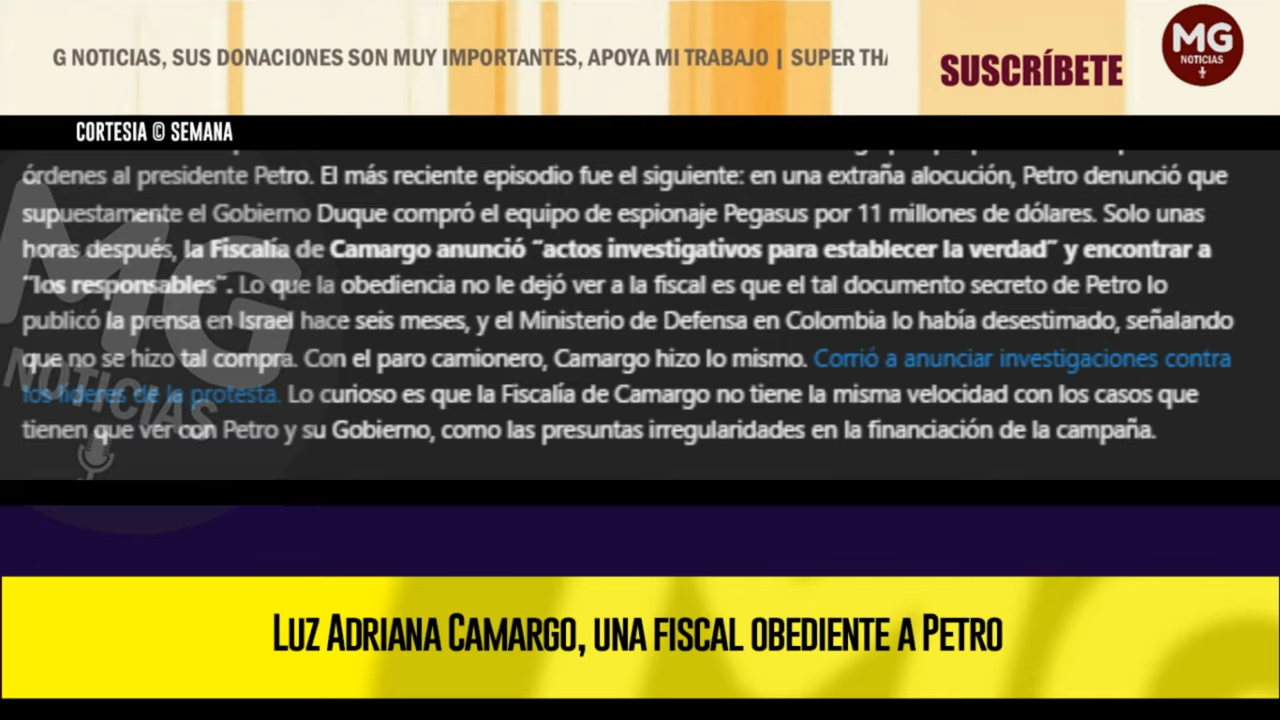 G NOTICIAS, SUS DONACIONES SON MUY IMPORTANTES, APOYA MI TRABAJO | SUPER THA
SUSCRÍBETE
MG
NOTICIAS
CORTESIA © SEMANA
órdenes al presidente Petro. El más reciente episodio fue el siguiente: en una extraña alocución, Petro denunció que
supuestamente el Gobierno Duque compró el equipo de espionaje Pegasus por 11 millones de dólares. Solo unas
horas después, la Fiscalía de Camargo anunció “actos investigativos para establecer la verdad” y encontrar a
“los responsables”. Lo que la obediencia no le dejó ver a la fiscal es que el tal documento secreto de Petro lo
publicó la prensa en Israel hace seis meses, y el Ministerio de Defensa en Colombia lo había desestimado, señalando
que no se hizo tal compra. Con el paro camionero, Camargo hizo lo mismo. Corrió a anunciar investigaciones contra
los líderes de la protesta. Lo curioso es que la Fiscalía de Camargo no tiene la misma velocidad con los casos que
tienen que ver con Petro y su Gobierno, como las presuntas irregularidades en la financiación de la campaña.
MG
NOTICIAS
LUZ ADRIANA CAMARGO, UNA FISCAL OBEDIENTE A PETRO